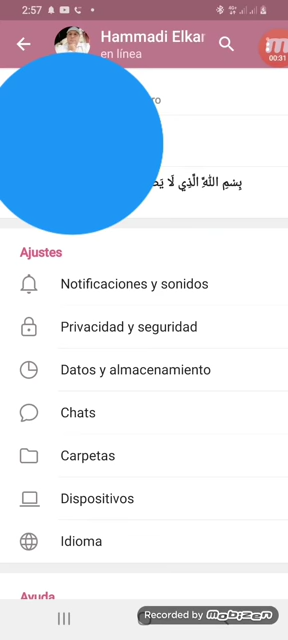 2:57
Hammadi Elkar
en línea
00:31
ro
بِسْمِ اللّٰهِ الَّذِي لَا
Ajustes
Notificaciones y sonidos
Privacidad y seguridad
Datos y almacenamiento
Chats
Carpetas
Dispositivos
Idioma
Ayuda
Recorded by Mobizen